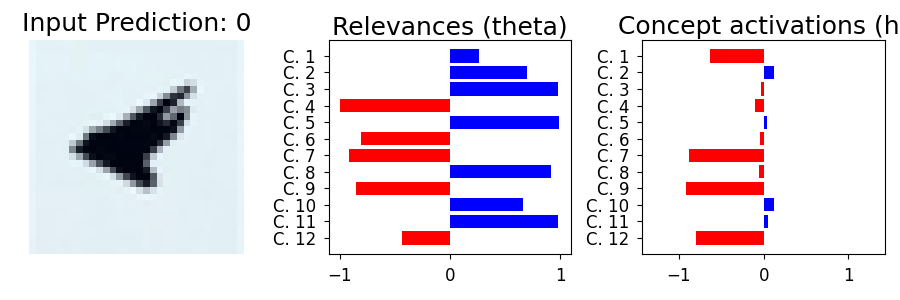 Input Prediction: 0
Relevances (theta)
C. 1
C. 2
C. 3
C. 4
C. 5
C. 6
C. 7
C. 8
C. 9
C. 10
C. 11
C. 12
−1 0 1
Concept activations (h
C. 1
C. 2
C. 3
C. 4
C. 5
C. 6
C. 7
C. 8
C. 9
C. 10
C. 11
C. 12
−1 0 1